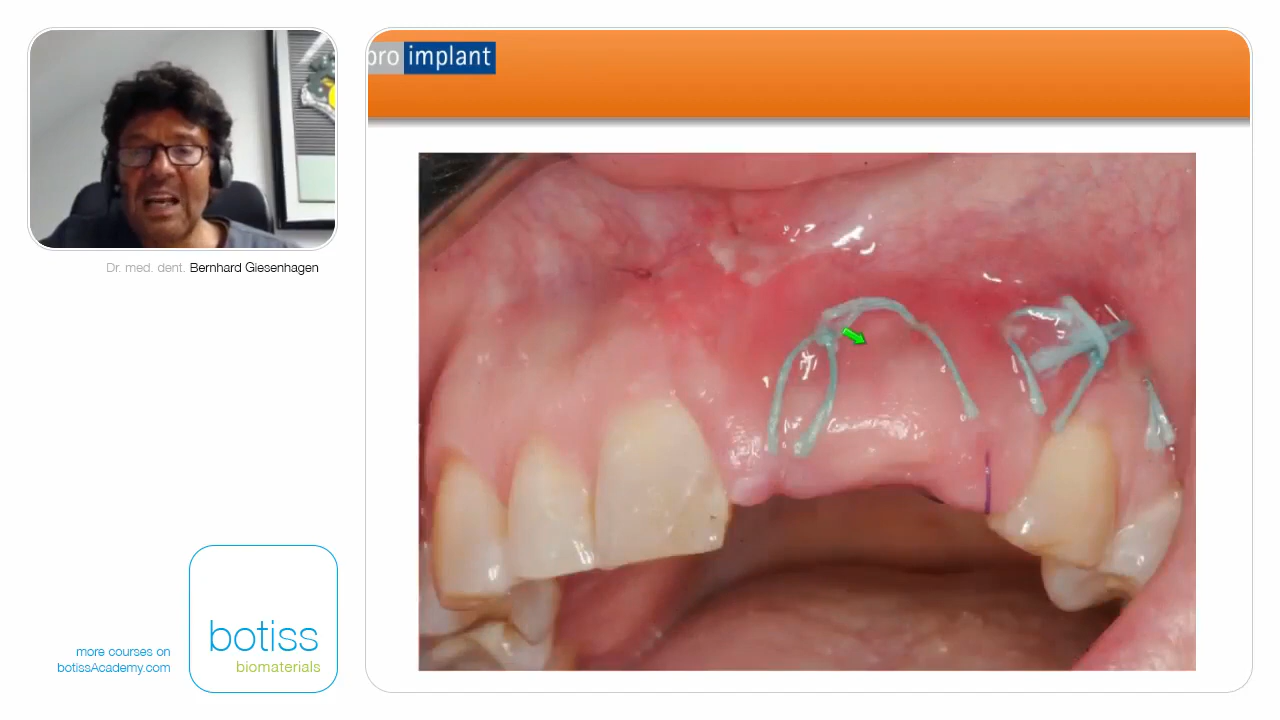 pro implant
Dr. med. dent. Bernhard Giesenhagen
botiss
biomaterials
more courses on
botissAcademy.com